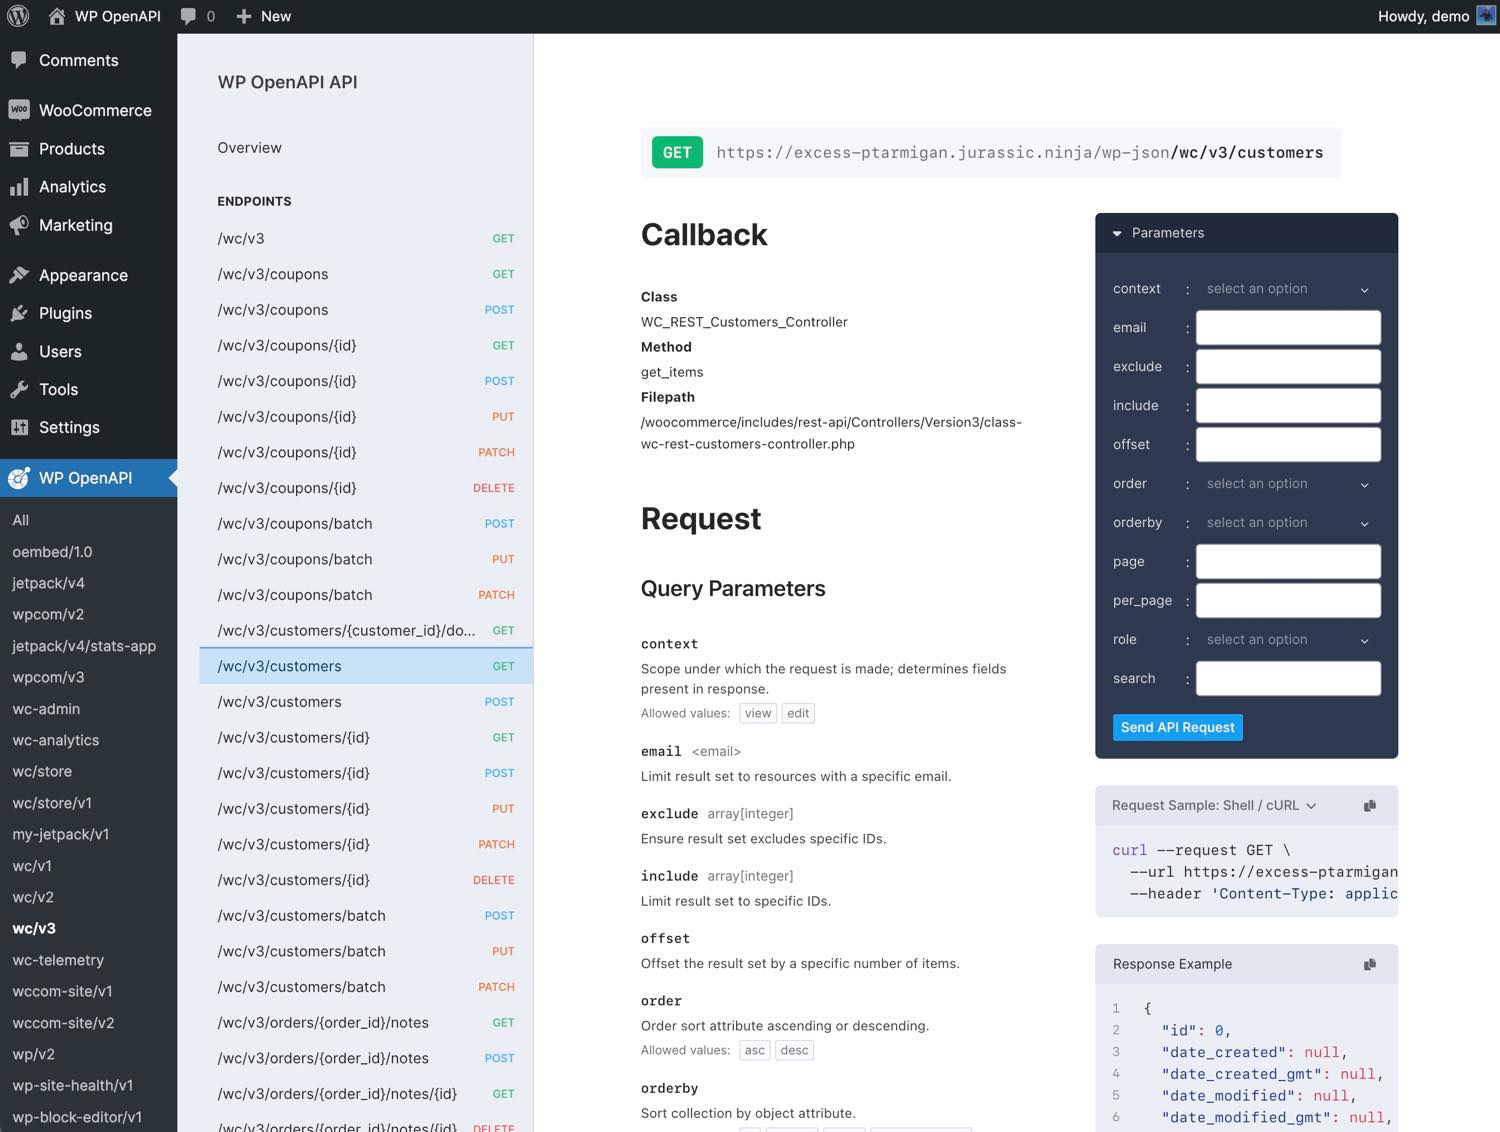 WP OpenAPI
0
New
Howdy, demo
Comments
Woo
WooCommerce
Products
Analytics
Marketing
Appearance
Plugins
Users
Tools
Settings
WP OpenAPI
All
oembed/1.0
jetpack/v4
wpcom/v2
jetpack/v4/stats-app
wpcom/v3
wc-admin
wc-analytics
wc/store
wc/store/v1
my-jetpack/v1
wc/v1
wc/v2
wc/v3
wc-telemetry
wccom-site/v1
wccom-site/v2
wp/v2
wp-site-health/v1
wp-block-editor/v1
WP OpenAPI API
Overview
ENDPOINTS
/wc/v3 GET
/wc/v3/coupons GET
/wc/v3/coupons POST
/wc/v3/coupons/{id} GET
/wc/v3/coupons/{id} POST
/wc/v3/coupons/{id} PUT
/wc/v3/coupons/{id} PATCH
/wc/v3/coupons/{id} DELETE
/wc/v3/coupons/batch POST
/wc/v3/coupons/batch PUT
/wc/v3/coupons/batch PATCH
/wc/v3/customers/{customer_id}/do... GET
/wc/v3/customers GET
/wc/v3/customers POST
/wc/v3/customers/{id} GET
/wc/v3/customers/{id} POST
/wc/v3/customers/{id} PUT
/wc/v3/customers/{id} PATCH
/wc/v3/customers/{id} DELETE
/wc/v3/customers/batch POST
/wc/v3/customers/batch PUT
/wc/v3/customers/batch PATCH
/wc/v3/orders/{order_id}/notes GET
/wc/v3/orders/{order_id}/notes POST
/wc/v3/orders/{order_id}/notes/{id} GET
/wc/v3/orders/{order_id}/notes/{id} DELETE
GET https://excess-ptarmigan.jurassic.ninja/wp-json/wc/v3/customers
Callback
Class
WC_REST_Customers_Controller
Method
get_items
Filepath
/woocommerce/includes/rest-api/Controllers/Version3/class-
wc-rest-customers-controller.php
Request
Query Parameters
context
Scope under which the request is made; determines fields
present in response.
Allowed values: view edit
email <email>
Limit result set to resources with a specific email.
exclude array[integer]
Ensure result set excludes specific IDs.
include array[integer]
Limit result set to specific IDs.
offset
Offset the result set by a specific number of items.
order
Order sort attribute ascending or descending.
Allowed values: asc desc
orderby
Sort collection by object attribute.
Parameters
context : select an option
email :
exclude :
include :
offset :
order : select an option
orderby : select an option
page :
per_page :
role : select an option
search :
Send API Request
Request Sample: Shell / cURL
curl --request GET \
--url https://excess-ptarmigan
--header 'Content-Type: applic
Response Example
1 {
2 "id": 0,
3 "date_created": null,
4 "date_created_gmt": null,
5 "date_modified": null,
6 "date_modified_gmt": null,